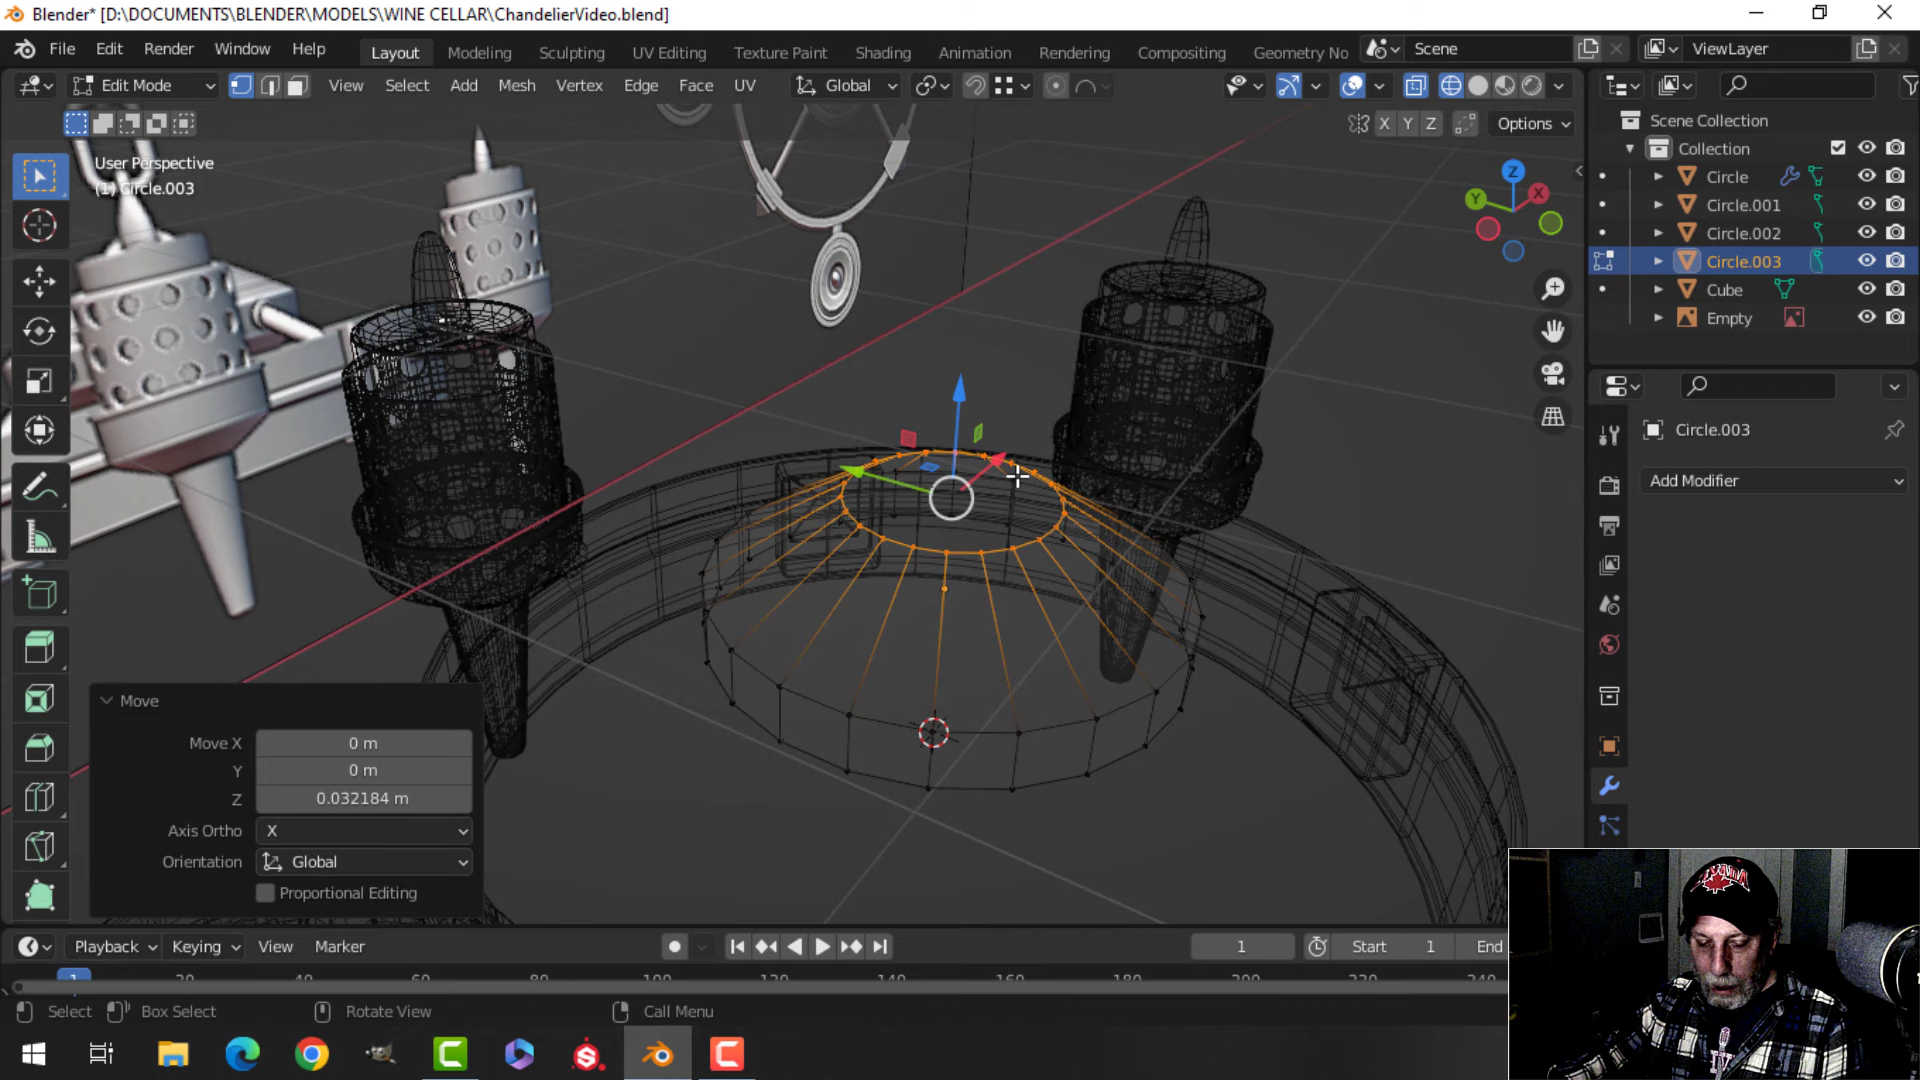 Blender* [D:\DOCUMENTS\BLENDER\MODELS\WINE CELLAR\ChandelierVideo.blend]
File Edit Render Window Help Layout Modeling Sculpting UV Editing Texture Paint Shading Animation Rendering Compositing Geometry No Scene ViewLayer
Edit Mode View Select Add Mesh Vertex Edge Face UV Global
X Y Z Options
User Perspective
(1) Circle.003
Z
X
Y
Scene Collection
Collection
Circle
Circle.001
Circle.002
Circle.003
Cube
Empty
Circle.003
Add Modifier
Move
Move X 0 m
Y 0 m
Z 0.032184 m
Axis Ortho X
Orientation Global
Proportional Editing
Playback Keying View Marker 1 Start 1 End
1
Select Box Select Rotate View Call Menu